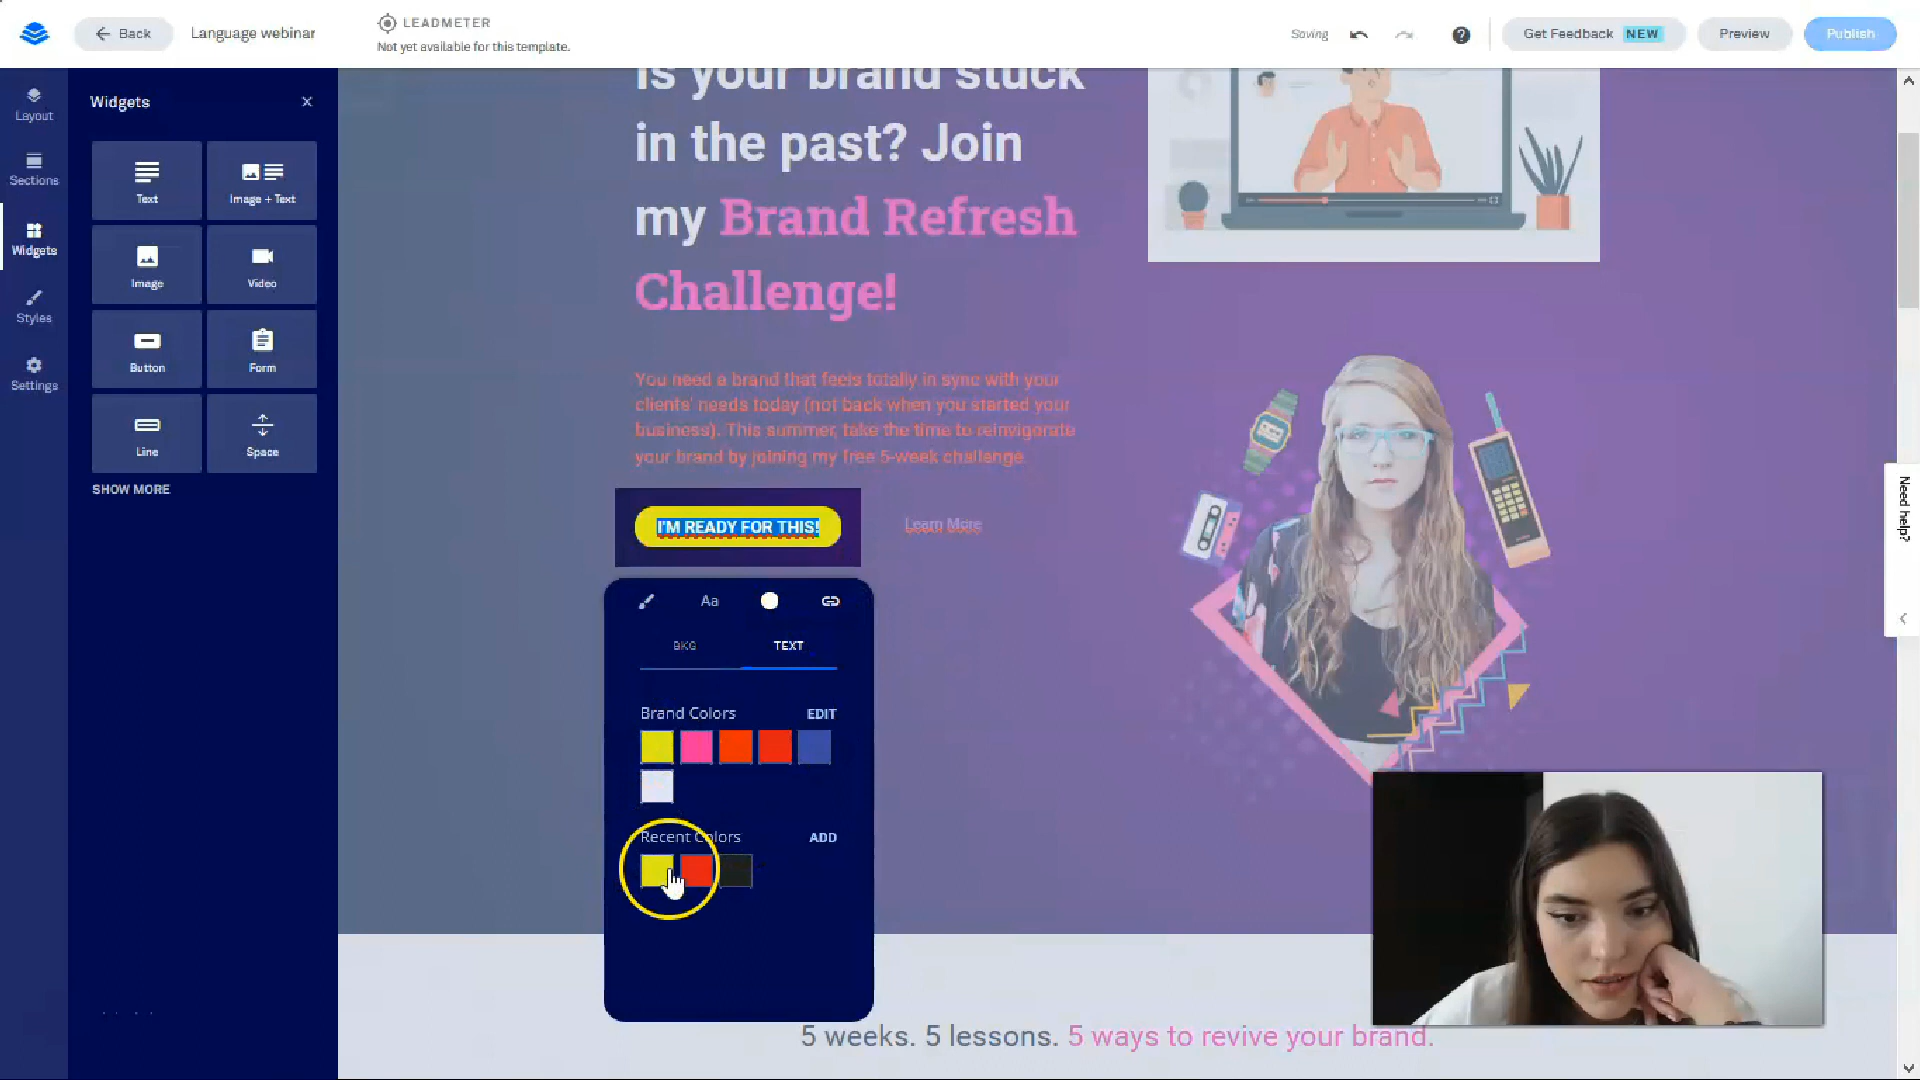 Back
Language webinar
LEADMETER
Not yet available for this template.
Saving
Get Feedback NEW
Preview
Publish
Layout
Sections
Widgets
Styles
Settings
Widgets
Text
Image + Text
Image
Video
Button
Form
Line
Space
SHOW MORE
Is your brand stuck
in the past? Join
my Brand Refresh
Challenge!
You need a brand that feels totally in sync with your
clients' needs today (not back when you started your
business). This summer, take the time to reinvigorate
your brand by joining my free 5-week challenge.
I'M READY FOR THIS!
Learn More
Aa
BKG
TEXT
Brand Colors
EDIT
Recent Colors
ADD
5 weeks. 5 lessons. 5 ways to revive your brand.
Need help?